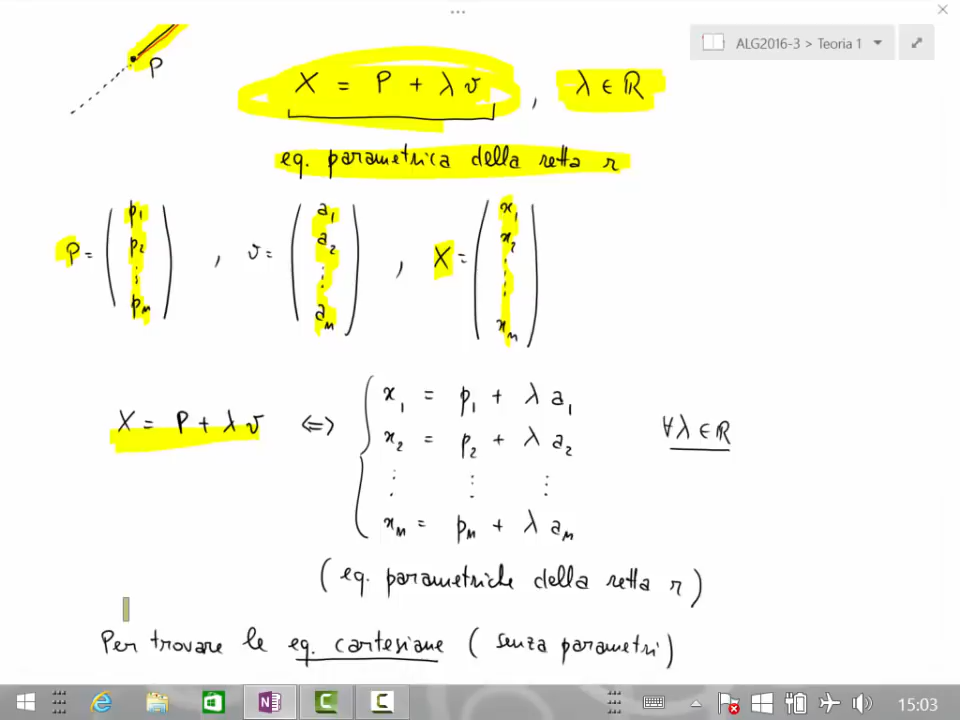 ALG2016-3 > Teoria 1
P
X = P + λ v , λ ∈ ℝ
eq. parametrica della retta r
P = ( p1 p2 ⋮ pn ) , v = ( a1 a2 ⋮ an ) , X = ( x1 x2 ⋮ xn )
X = P + λ v ⇔ { x1 = p1 + λ a1
x2 = p2 + λ a2 ∀λ ∈ ℝ
⋮ ⋮ ⋮
xn = pn + λ an
( eq. parametriche della retta r )
Per trovare le eq. cartesiane ( senza parametri )
15:03